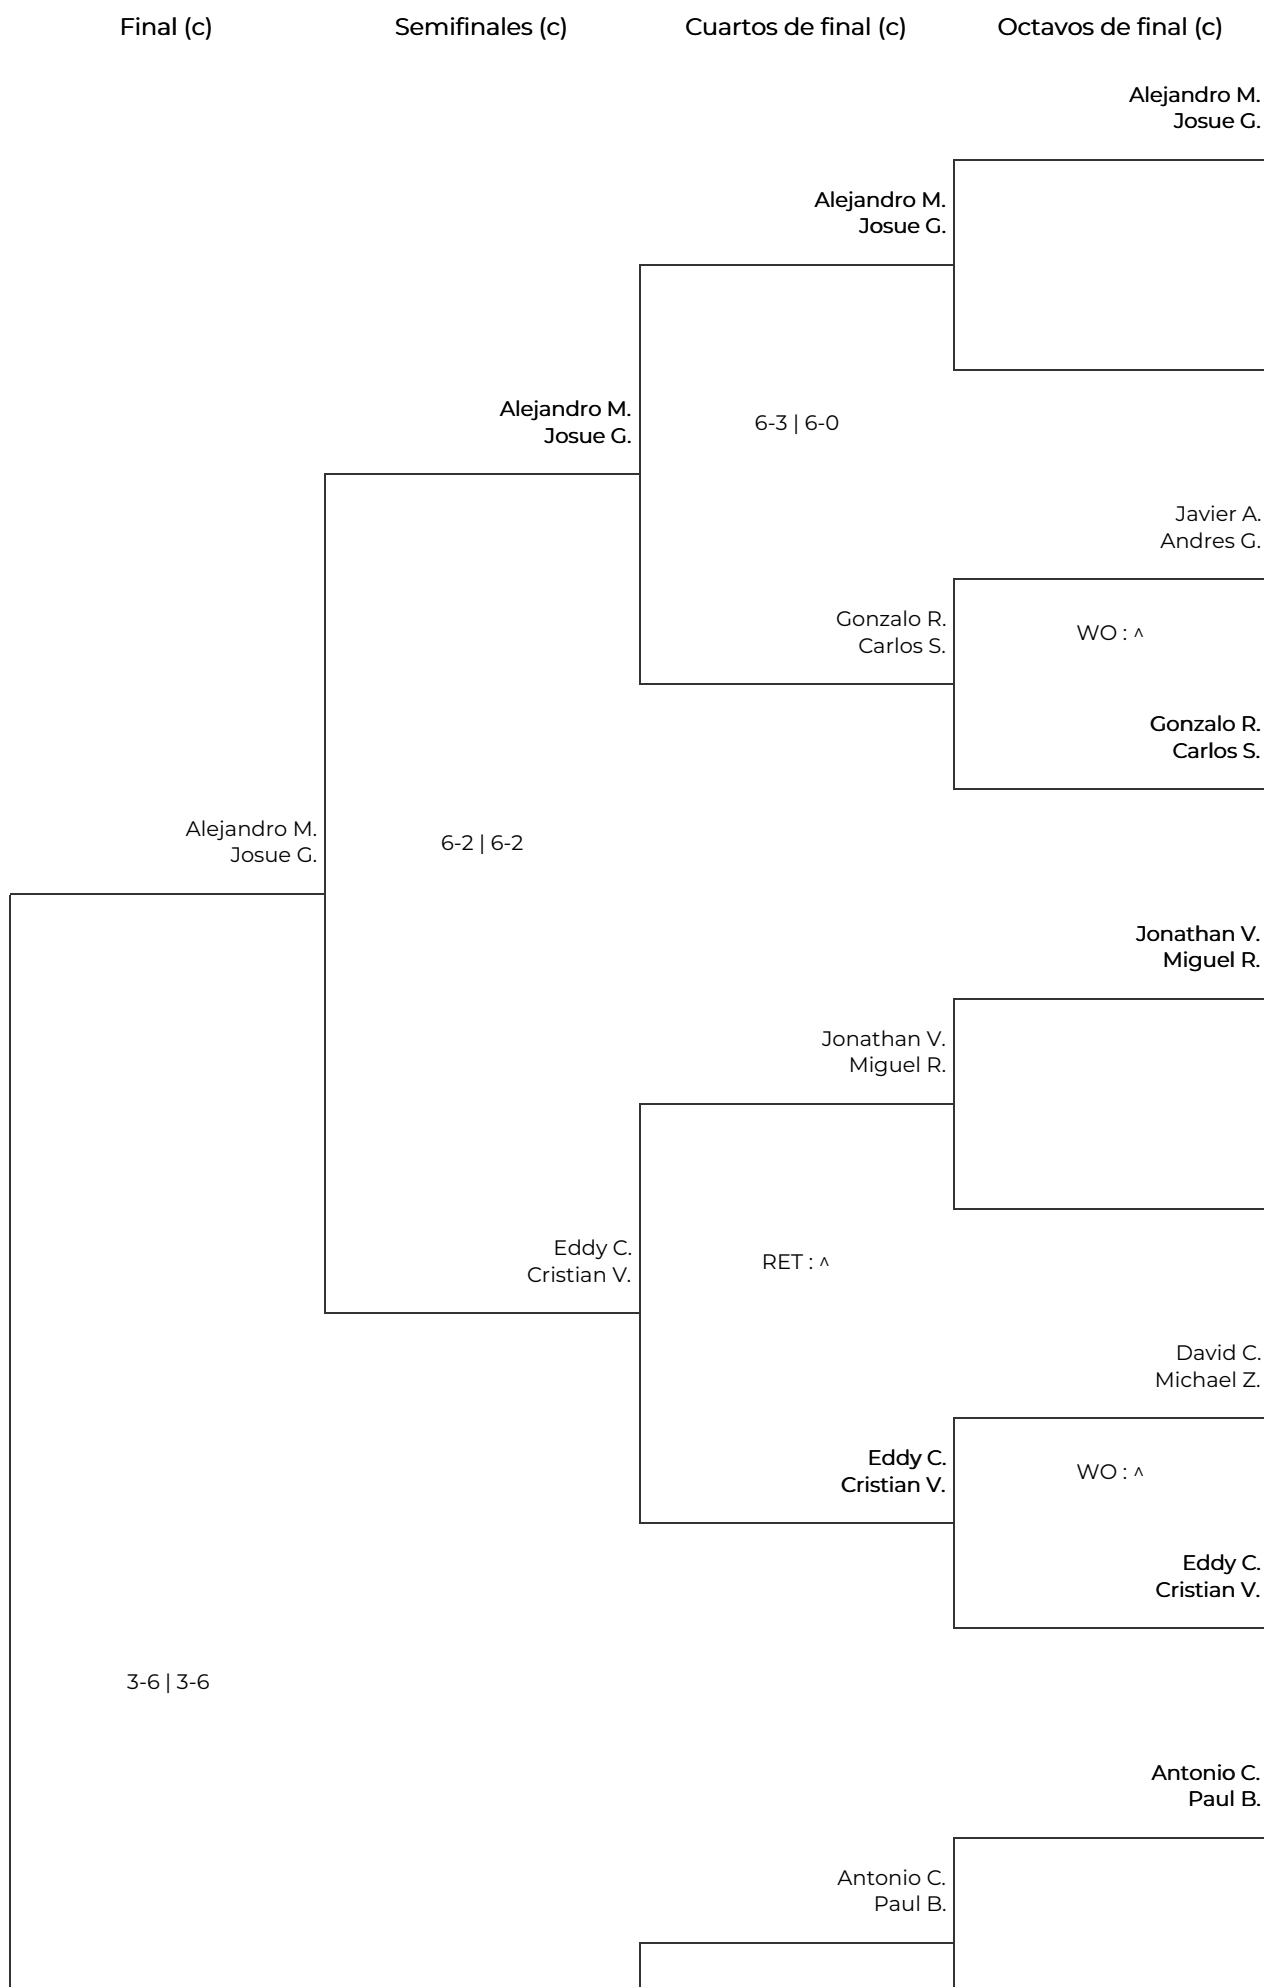 Final (c)
Semifinales (c)
Cuartos de final (c)
Octavos de final (c)
Alejandro M.
Josue G.
Alejandro M.
Josue G.
Alejandro M.
Josue G.
6-3 | 6-0
Javier A.
Andres G.
Gonzalo R.
Carlos S.
WO : ^
Gonzalo R.
Carlos S.
Alejandro M.
Josue G.
6-2 | 6-2
Jonathan V.
Miguel R.
Jonathan V.
Miguel R.
Eddy C.
Cristian V.
RET : ^
David C.
Michael Z.
Eddy C.
Cristian V.
WO : ^
Eddy C.
Cristian V.
3-6 | 3-6
Antonio C.
Paul B.
Antonio C.
Paul B.